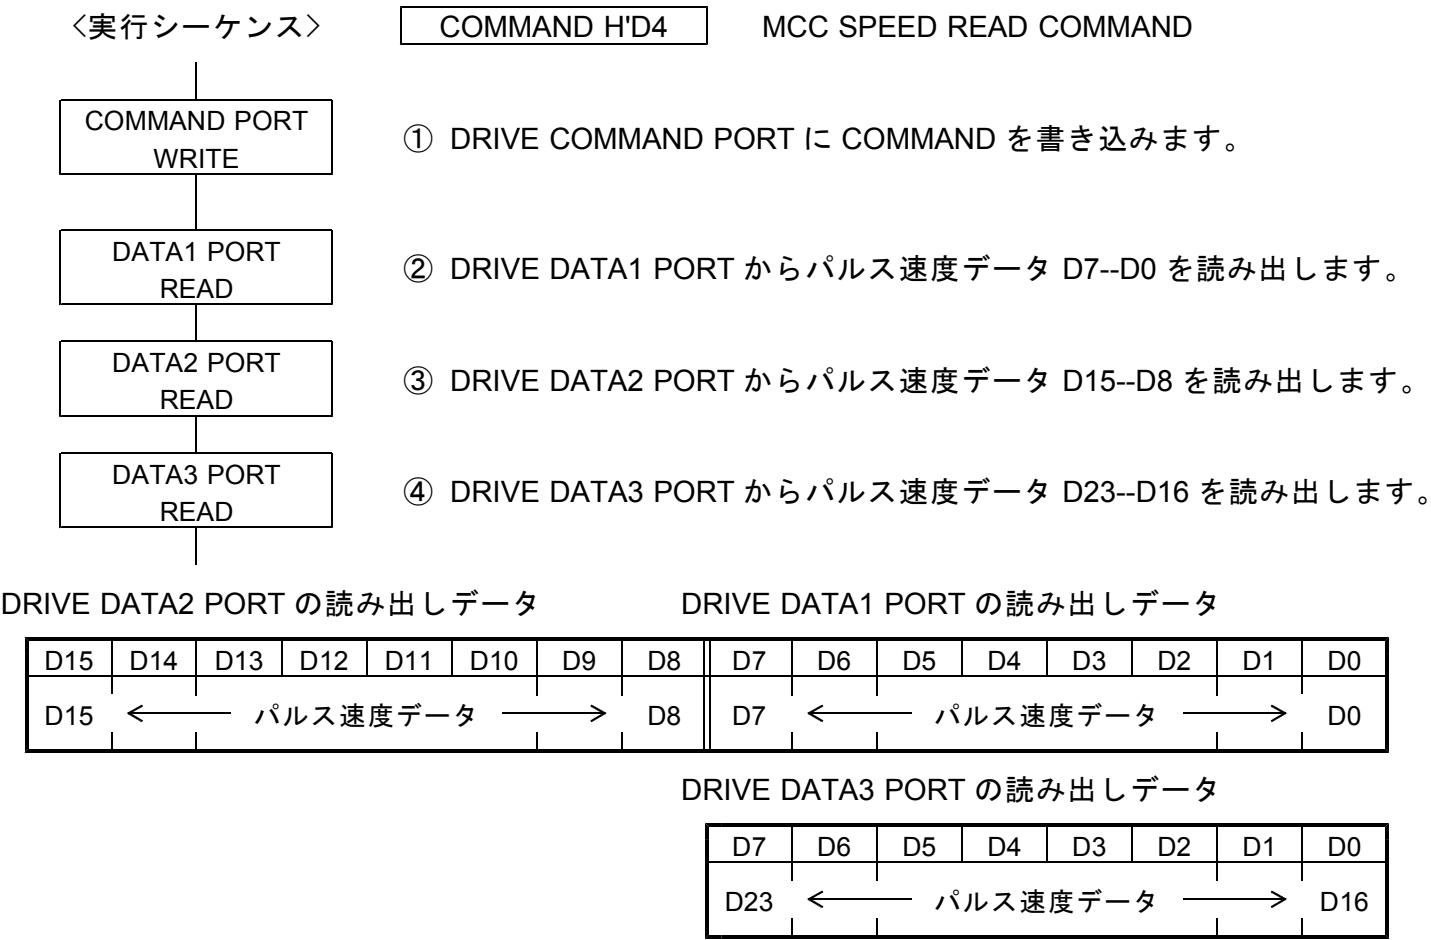 〈実行シーケンス〉 COMMAND H'D4 MCC SPEED READ COMMAND
COMMAND PORT
WRITE
① DRIVE COMMAND PORT に COMMAND を書き込みます。
DATA1 PORT
READ
② DRIVE DATA1 PORT からパルス速度データ D7--D0 を読み出します。
DATA2 PORT
READ
③ DRIVE DATA2 PORT からパルス速度データ D15--D8 を読み出します。
DATA3 PORT
READ
④ DRIVE DATA3 PORT からパルス速度データ D23--D16 を読み出します。
DRIVE DATA2 PORT の読み出しデータ DRIVE DATA1 PORT の読み出しデータ
D15 D14 D13 D12 D11 D10 D9 D8 D7 D6 D5 D4 D3 D2 D1 D0
D15 ← パルス速度データ → D8 D7 ← パルス速度データ → D0
DRIVE DATA3 PORT の読み出しデータ
D7 D6 D5 D4 D3 D2 D1 D0
D23 ← パルス速度データ → D16